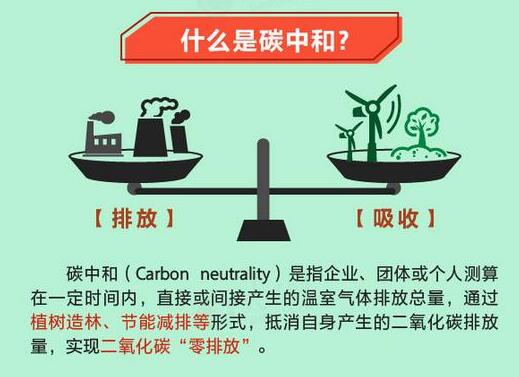 什么是碳中和?
【排放】
【吸收】
碳中和（Carbon neutrality）是指企业、团体或个人测算
在一定时间内，直接或间接产生的温室气体排放总量，通过
植树造林、节能减排等形式，抵消自身产生的二氧化碳排放
量，实现二氧化碳“零排放”。